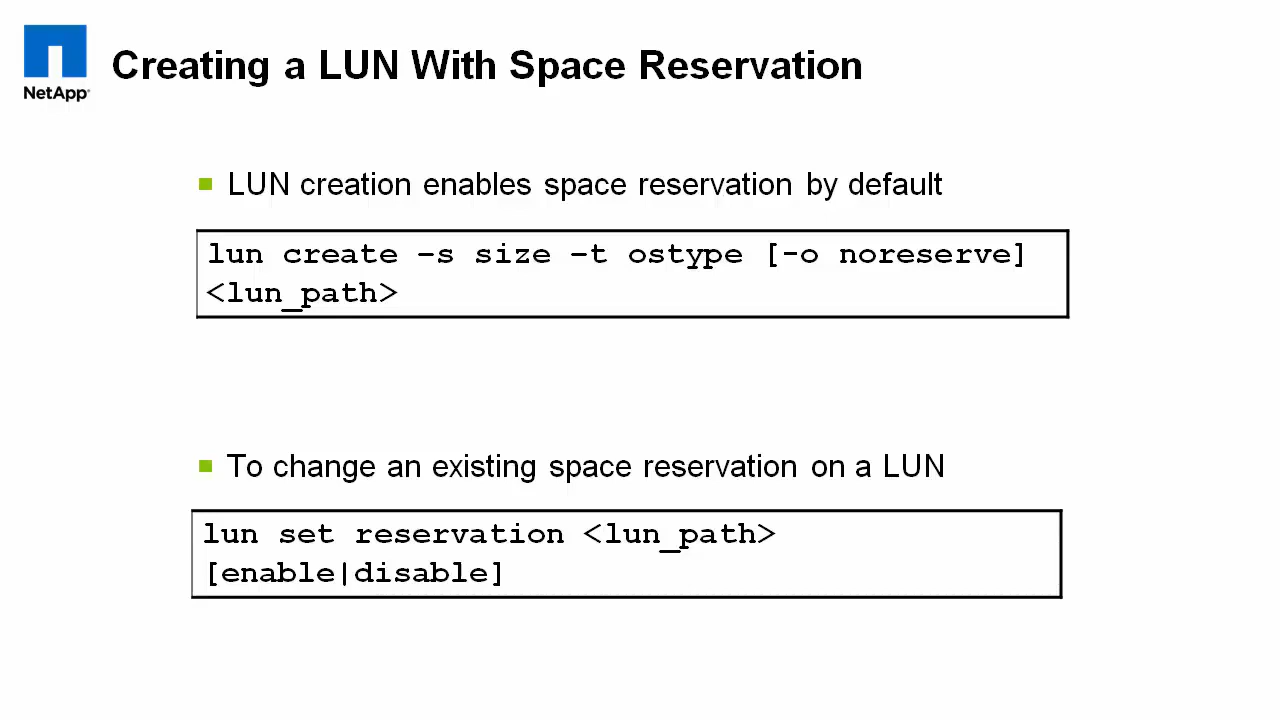 NetApp
Creating a LUN With Space Reservation
LUN creation enables space reservation by default
lun create –s size –t ostype [-o noreserve]
<lun_path>
To change an existing space reservation on a LUN
lun set reservation <lun_path>
[enable|disable]